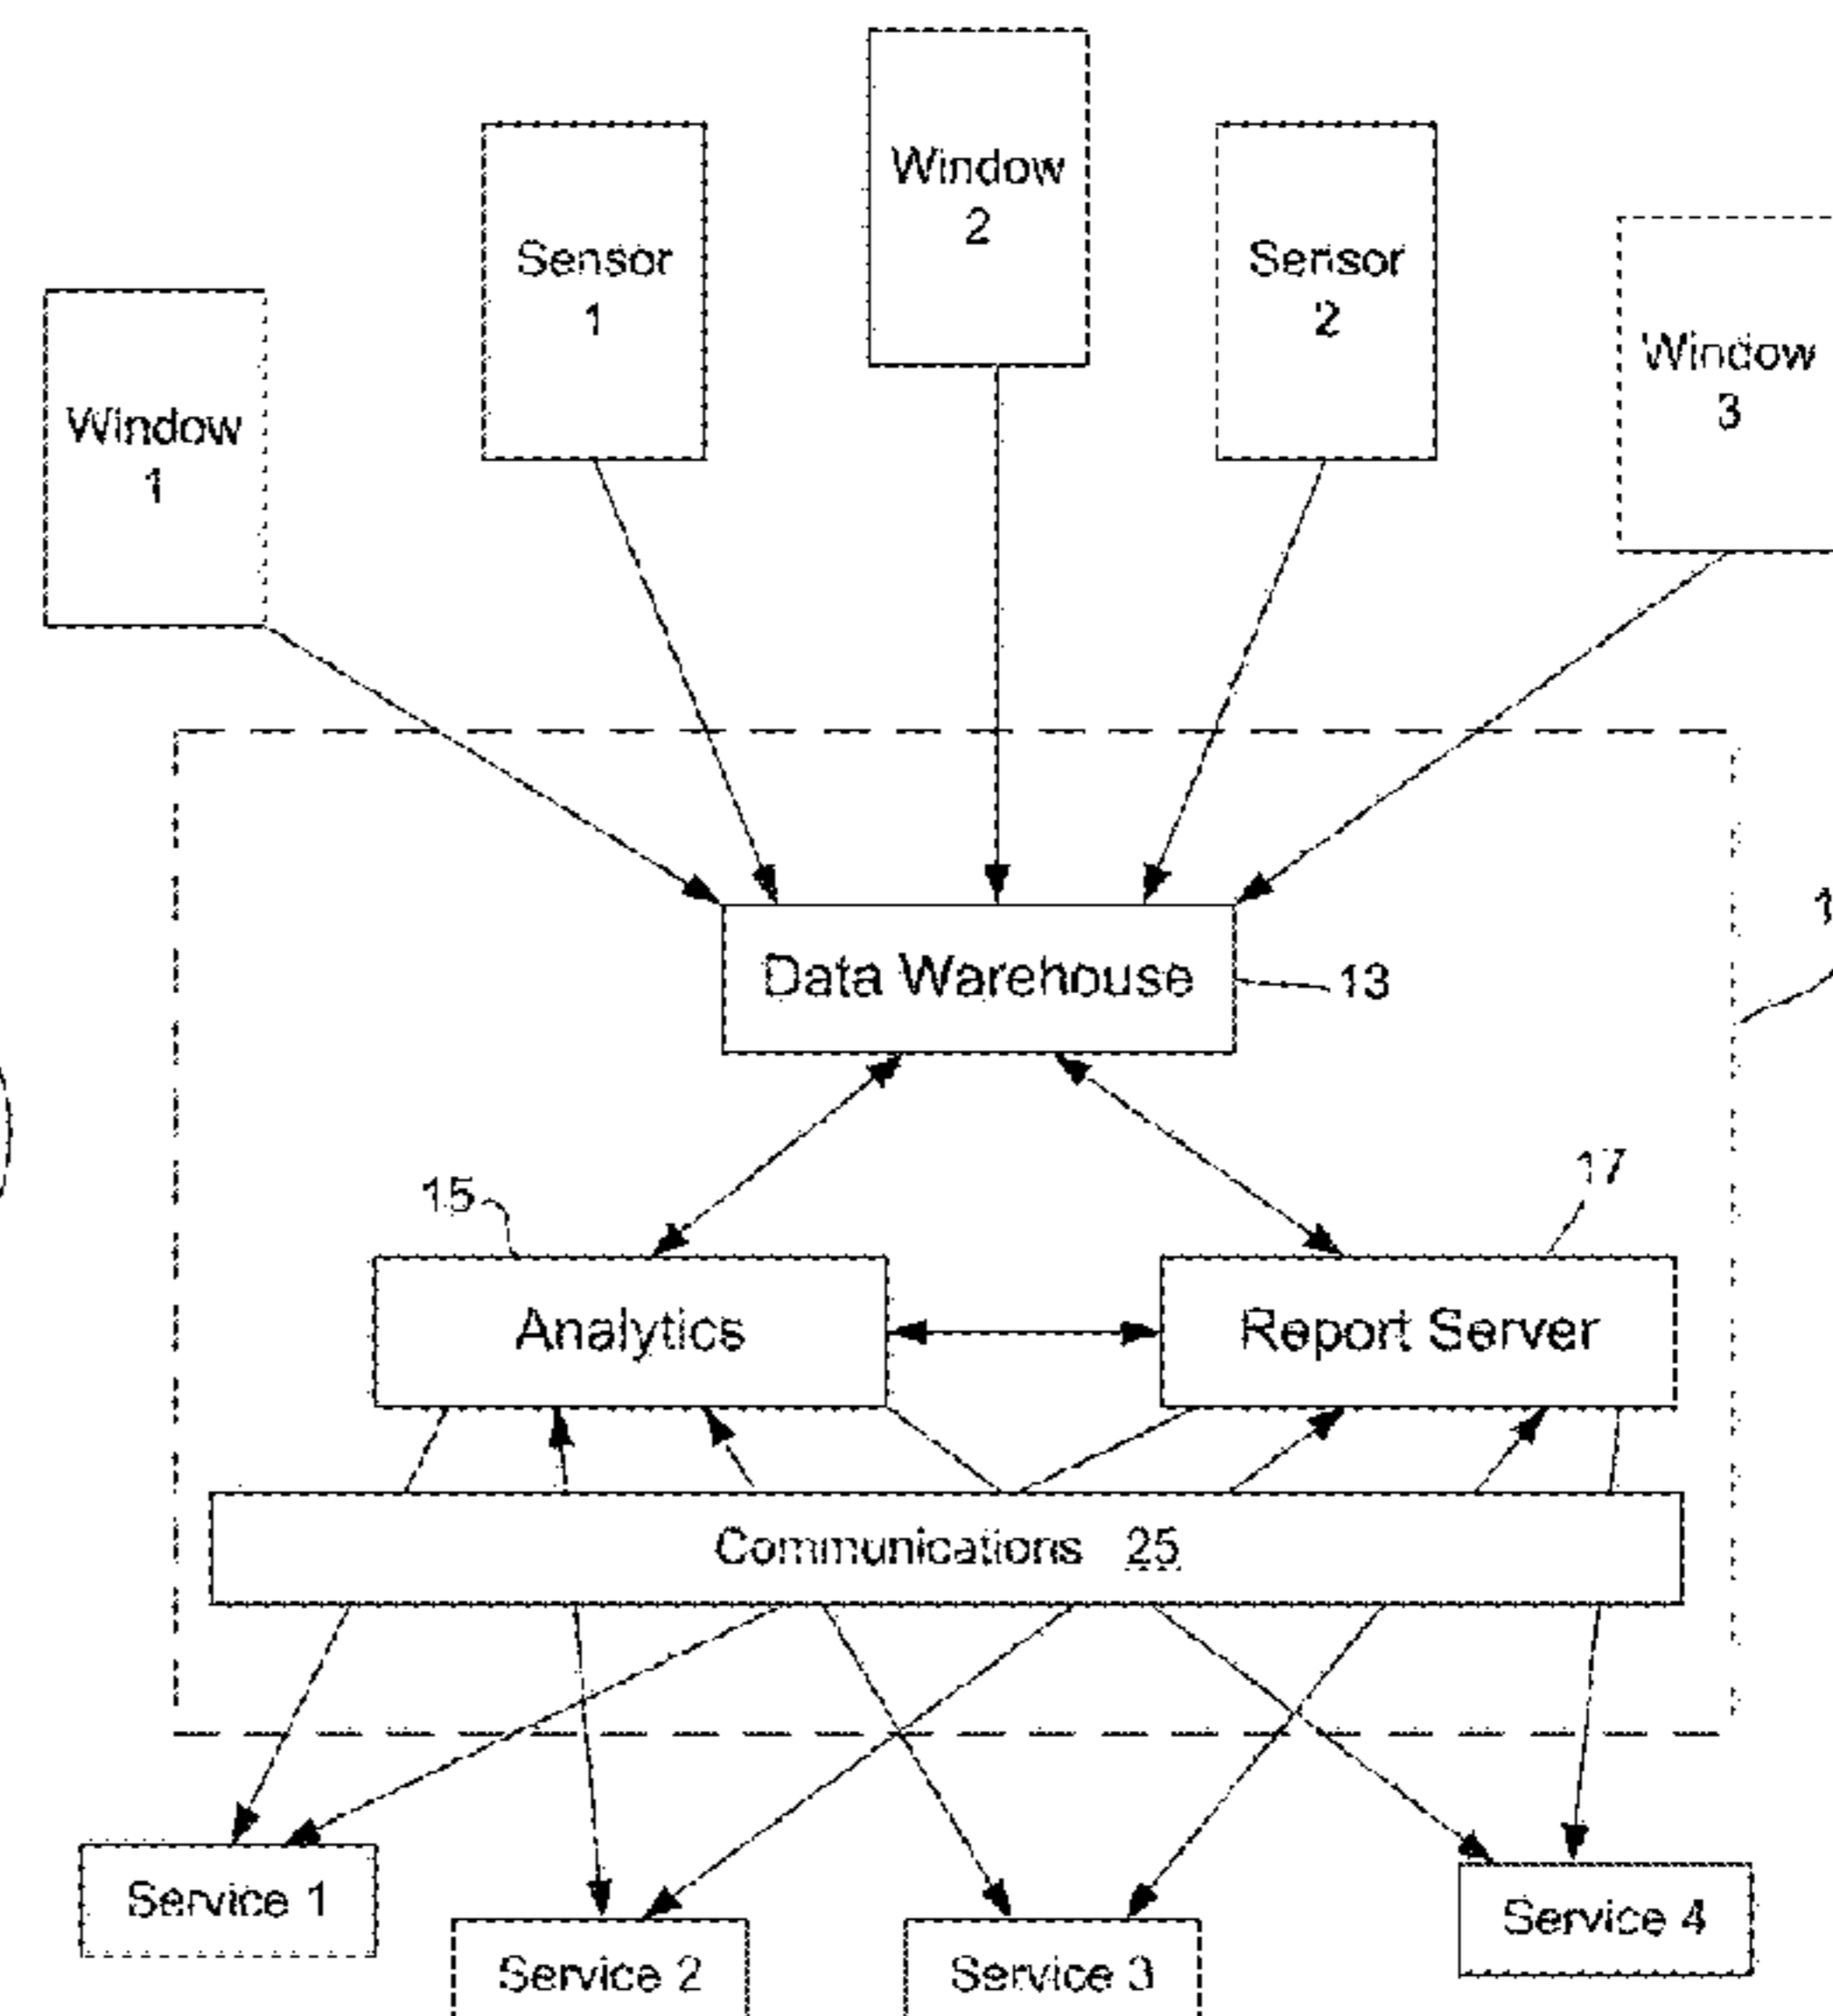 Window
2
Sensor
1
Sensor
2
Window
3
Window
1
Data Warehouse
13
15
17
Analytics
Report Server
Communications 25
Service 1
Service 4
Service 2
Service 3